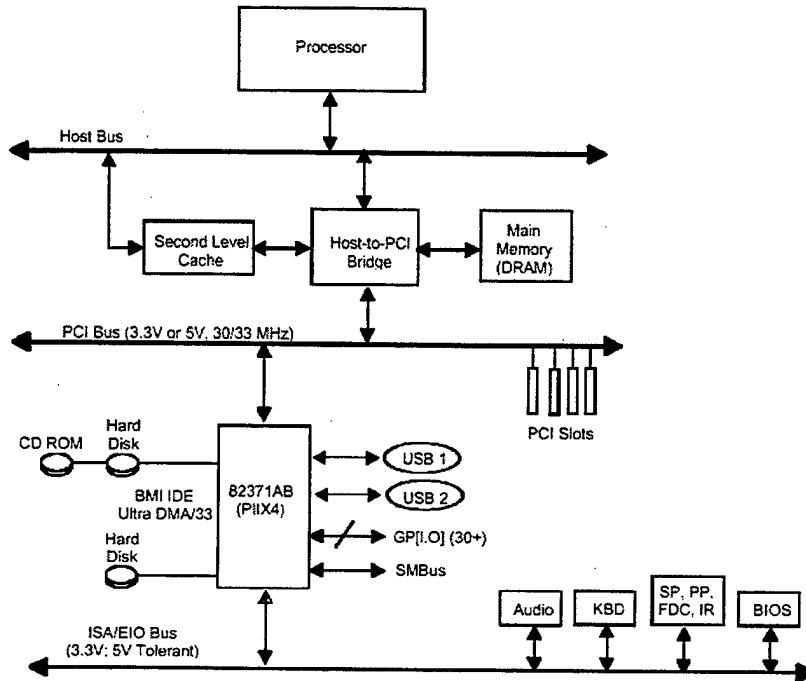 Processor
Host Bus
Second Level
Cache
Host-to-PCI
Bridge
Main
Memory
(DRAM)
PCI Bus (3.3V or 5V, 30/33 MHz)
PCI Slots
CD ROM
Hard
Disk
BMI IDE
Ultra DMA/33
Hard
Disk
82371AB
(PIIX4)
USB 1
USB 2
GP[I.O] (30+)
SMBus
ISA/EIO Bus
(3.3V; 5V Tolerant)
Audio
KBD
SP, PP,
FDC, IR
BIOS